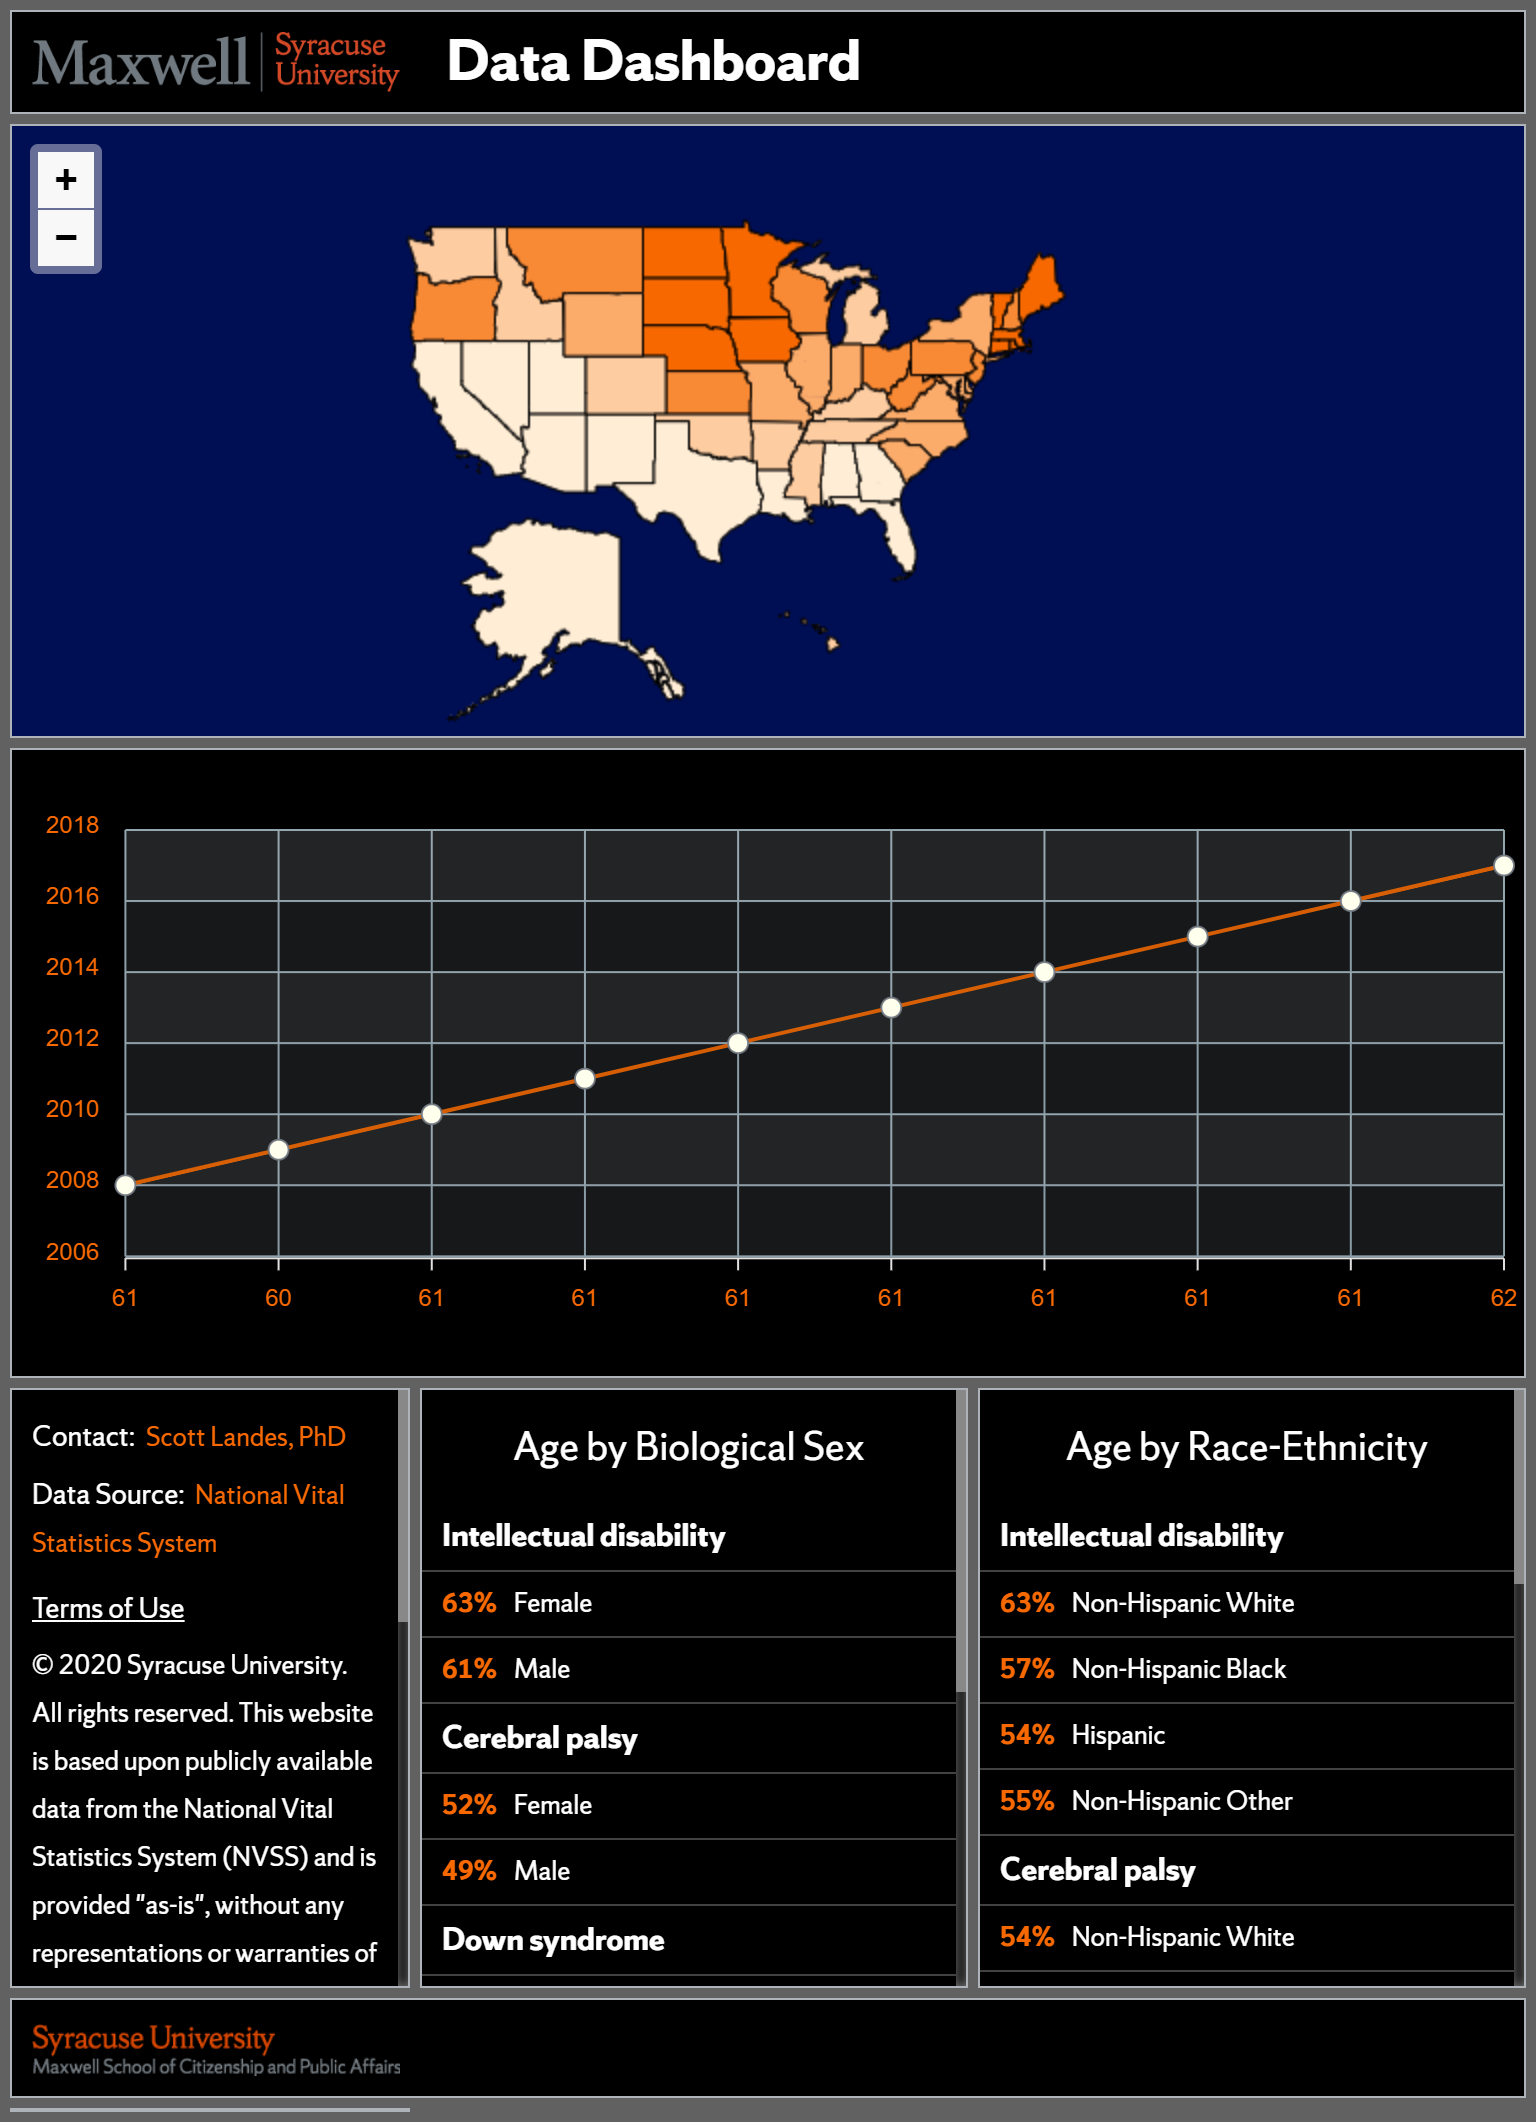 Maxwell
Syracuse
University
Data Dashboard
+
−
2018
2016
2014
2012
2010
2008
2006
61 60 61 61 61 61 61 61 61 62
Contact: Scott Landes, PhD
Data Source: National Vital
Statistics System
Terms of Use
© 2020 Syracuse University.
All rights reserved. This website
is based upon publicly available
data from the National Vital
Statistics System (NVSS) and is
provided "as-is", without any
representations or warranties of
Age by Biological Sex
Intellectual disability
63% Female
61% Male
Cerebral palsy
52% Female
49% Male
Down syndrome
Age by Race-Ethnicity
Intellectual disability
63% Non-Hispanic White
57% Non-Hispanic Black
54% Hispanic
55% Non-Hispanic Other
Cerebral palsy
54% Non-Hispanic White
Syracuse University
Maxwell School of Citizenship and Public Affairs